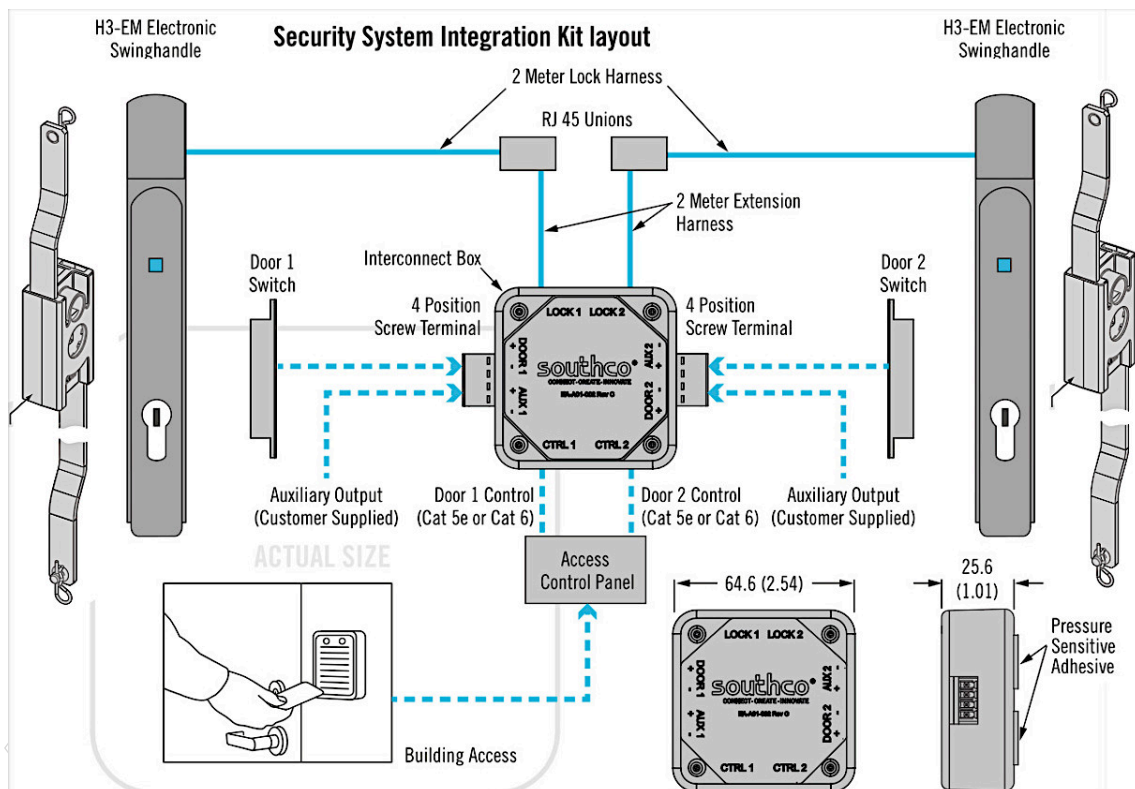 H3-EM Electronic
Swinghandle
Security System Integration Kit layout
H3-EM Electronic
Swinghandle
2 Meter Lock Harness
RJ 45 Unions
2 Meter Extension
Harness
Door 1
Switch
Interconnect Box
Door 2
Switch
4 Position
Screw Terminal
4 Position
Screw Terminal
LOCK 1 LOCK 2
+ DOOR 1 -
+ AUX 1 -
southco®
CONNECT·CREATE·INNOVATE
- AUX 2 +
- DOOR 2 +
CTRL 1 CTRL 2
Auxiliary Output
(Customer Supplied)
Door 1 Control
(Cat 5e or Cat 6)
Door 2 Control
(Cat 5e or Cat 6)
Auxiliary Output
(Customer Supplied)
ACTUAL SIZE
Access
Control Panel
Building Access
64.6 (2.54)
25.6
(1.01)
LOCK 1 LOCK 2
+ DOOR 1 -
+ AUX 1 -
southco®
CONNECT·CREATE·INNOVATE
- AUX 2 +
- DOOR 2 +
CTRL 1 CTRL 2
Pressure
Sensitive
Adhesive